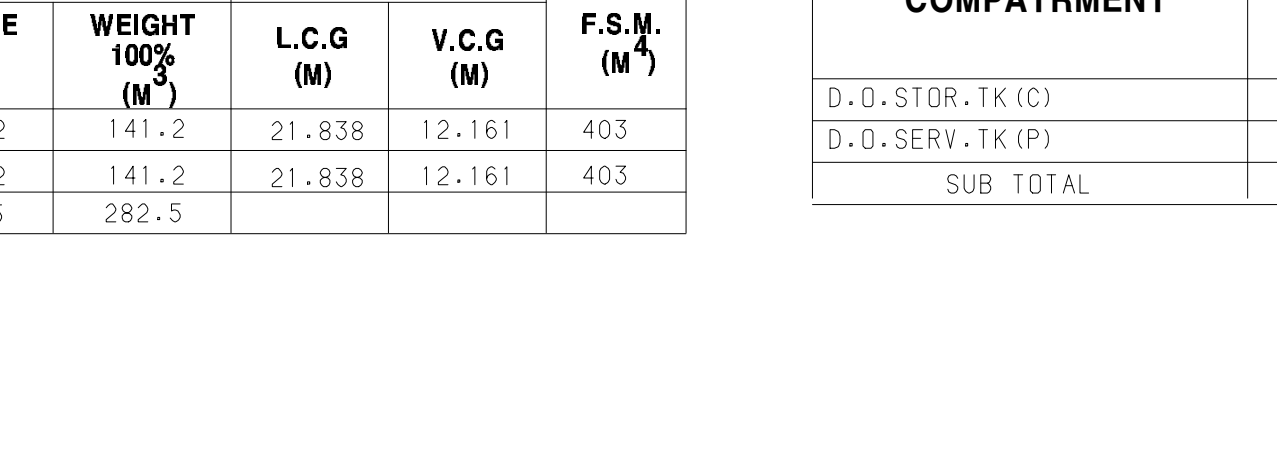 E WEIGHT 100% (M3) L.C.G (M) V.C.G (M) F.S.M. (M4)
2 141.2 21.838 12.161 403
2 141.2 21.838 12.161 403
5 282.5
COMPATRMENT
D.O.STOR.TK(C)
D.O.SERV.TK(P)
SUB TOTAL